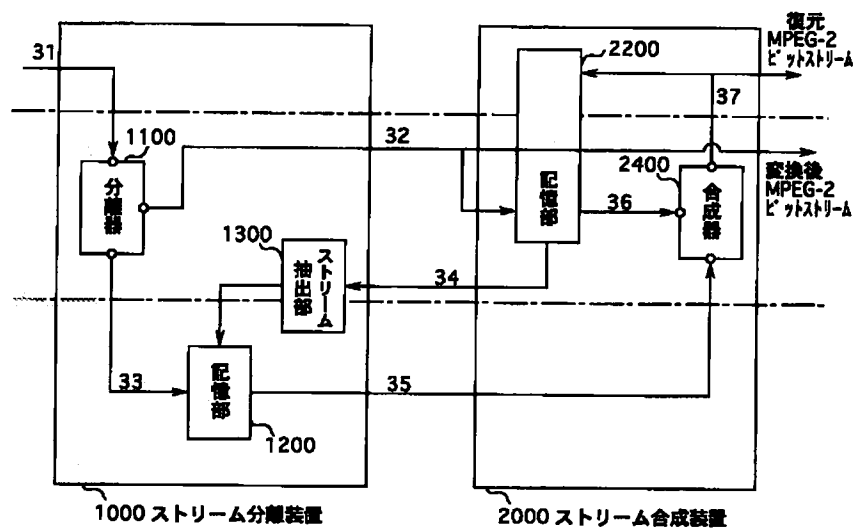 31
32
33
34
35
36
37
1100
分離器
1300
ストリーム
抽出部
記憶部
1200
1000 ストリーム分離装置
2200
記憶部
2400
合成器
復元
MPEG-2
ビットストリーム
変換後
MPEG-2
ビットストリーム
2000 ストリーム合成装置